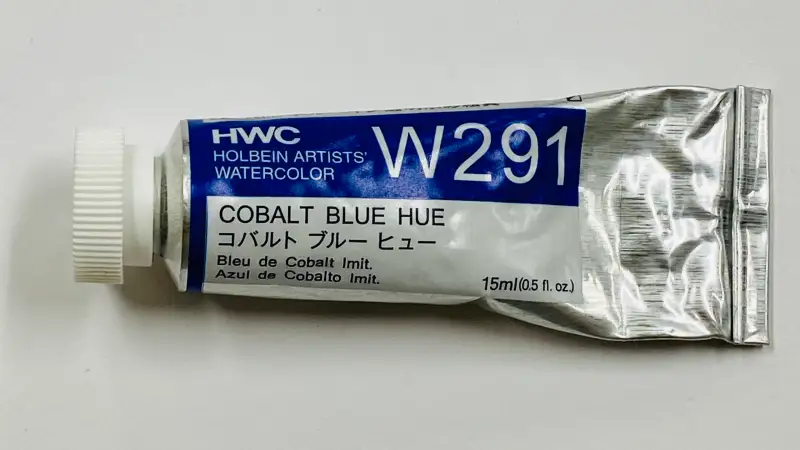 HWC
HOLBEIN ARTISTS'
WATERCOLOR
W291
COBALT BLUE HUE
コバルト ブルー ヒュー
Bleu de Cobalt Imit.
Azul de Cobalto Imit.
15ml(0.5 fl. oz.)